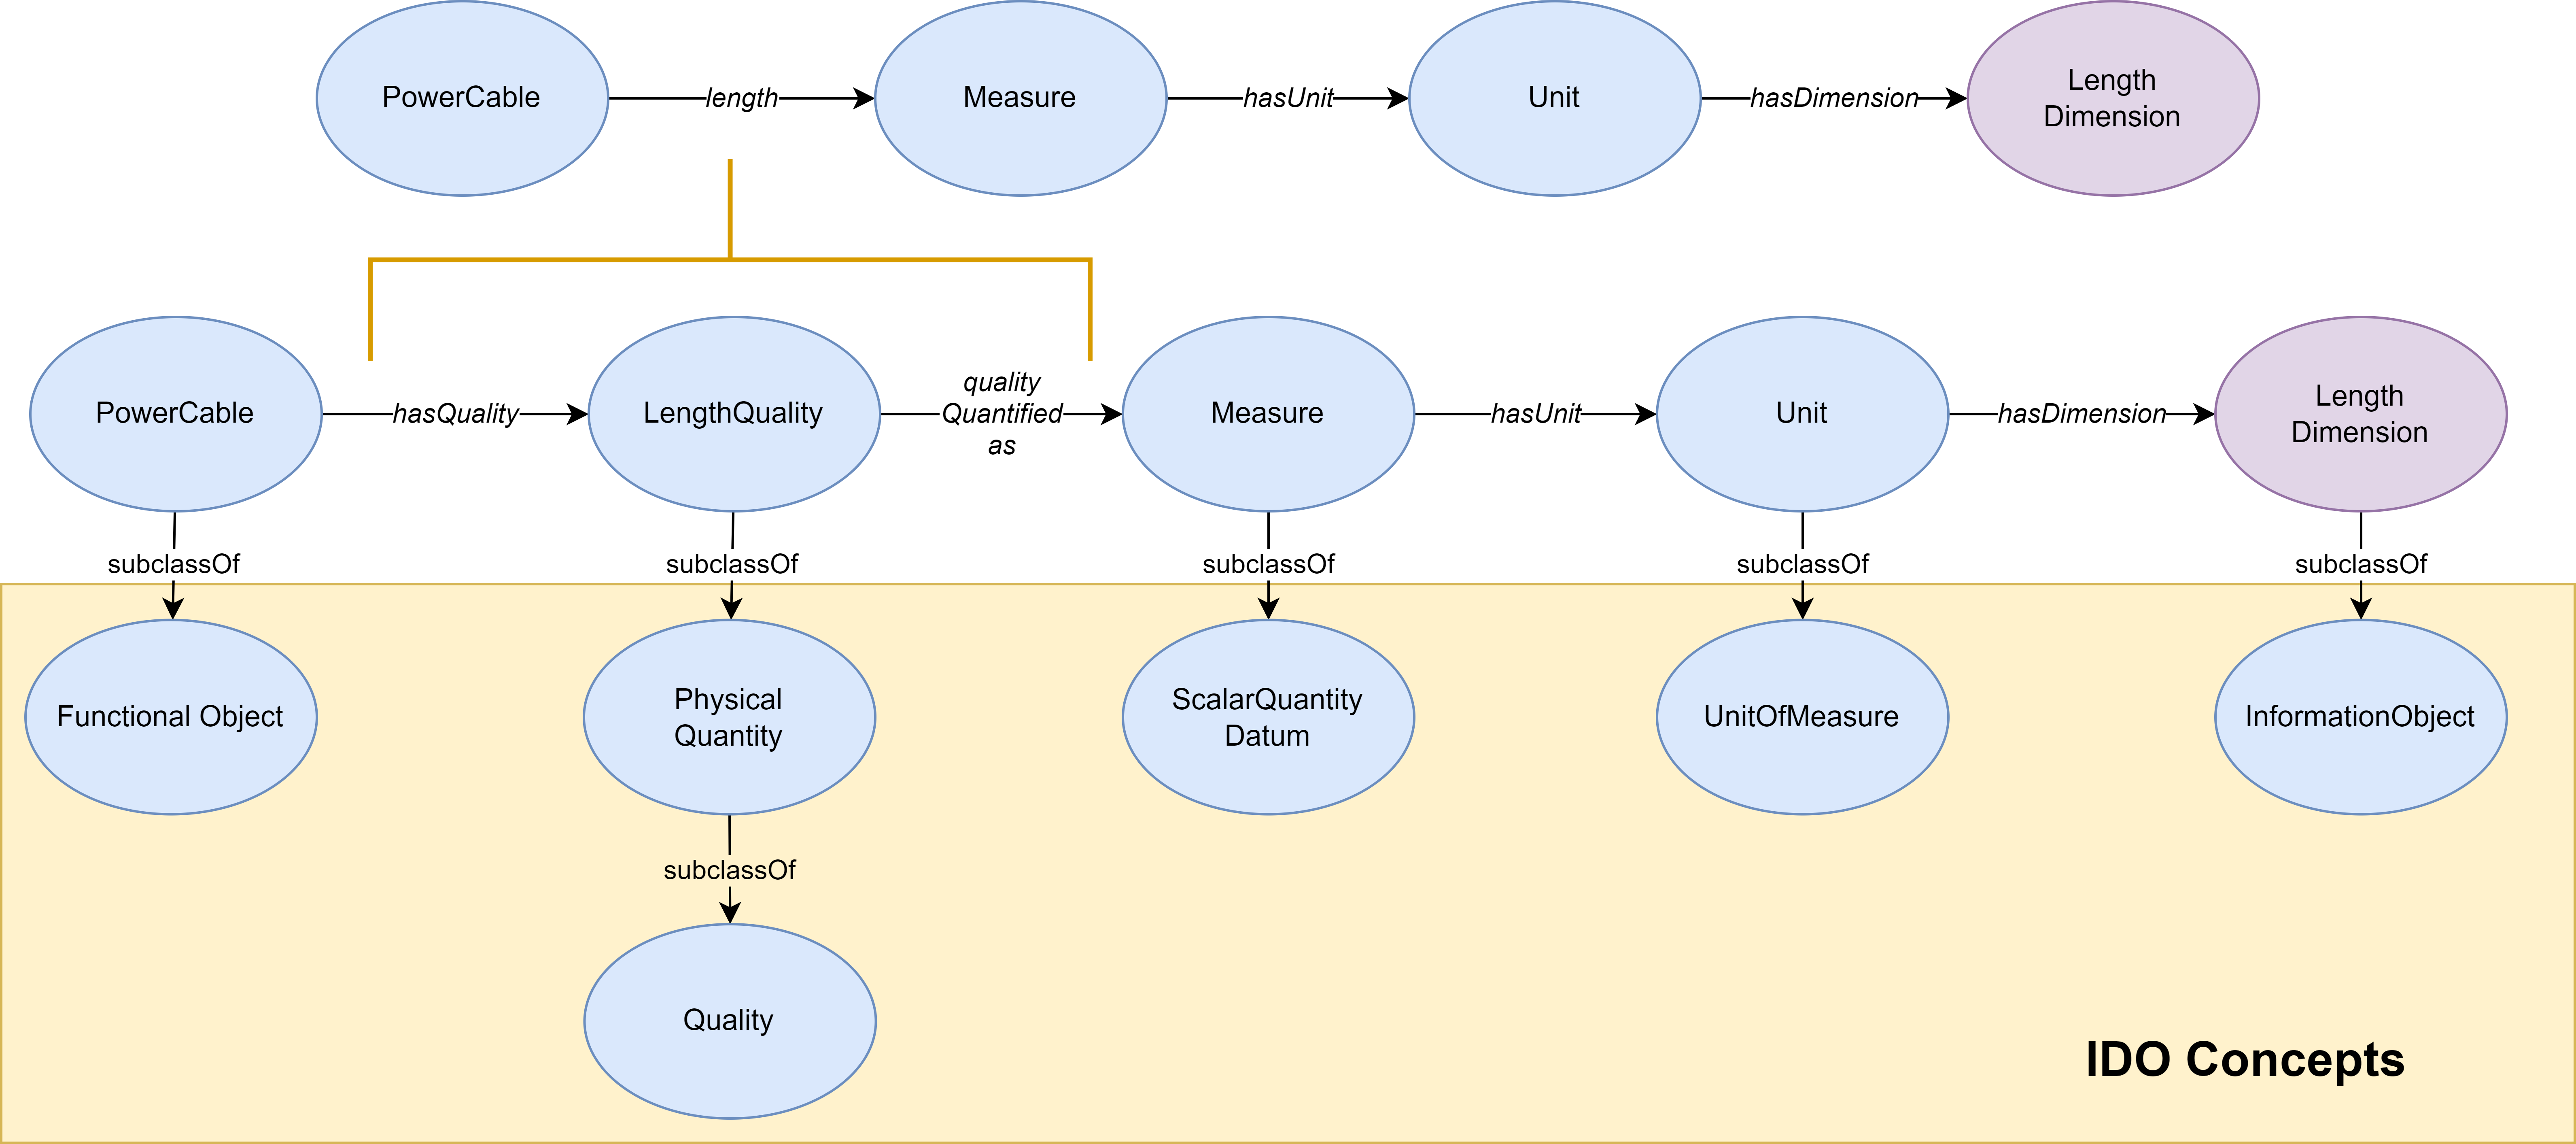 PowerCable
length
Measure
hasUnit
Unit
hasDimension
Length
Dimension
PowerCable
hasQuality
LengthQuality
quality
Quantified
as
Measure
hasUnit
Unit
hasDimension
Length
Dimension
subclassOf
subclassOf
subclassOf
subclassOf
subclassOf
Functional Object
Physical
Quantity
ScalarQuantity
Datum
UnitOfMeasure
InformationObject
subclassOf
Quality
IDO Concepts